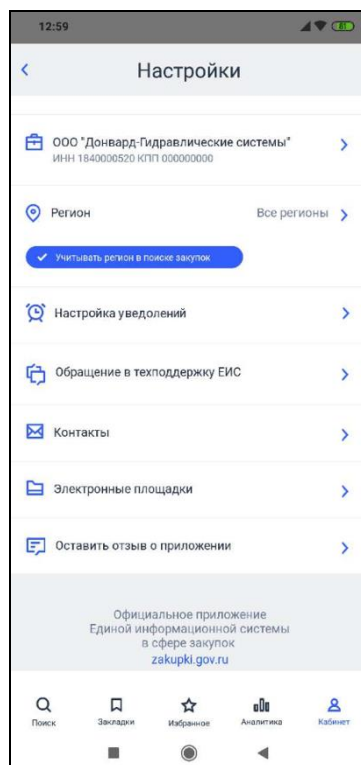 12:59
81
Настройки
ООО "Донвард-Гидравлические системы"
ИНН 1840000520 КПП 000000000
Регион
Все регионы
Учитывать регион в поиске закупок
Настройка уведолений
Обращение в техподдержку ЕИС
Контакты
Электронные площадки
Оставить отзыв о приложении
Официальное приложение
Единой информационной системы
в сфере закупок
zakupki.gov.ru
Поиск
Закладки
Избранное
Аналитика
Кабинет